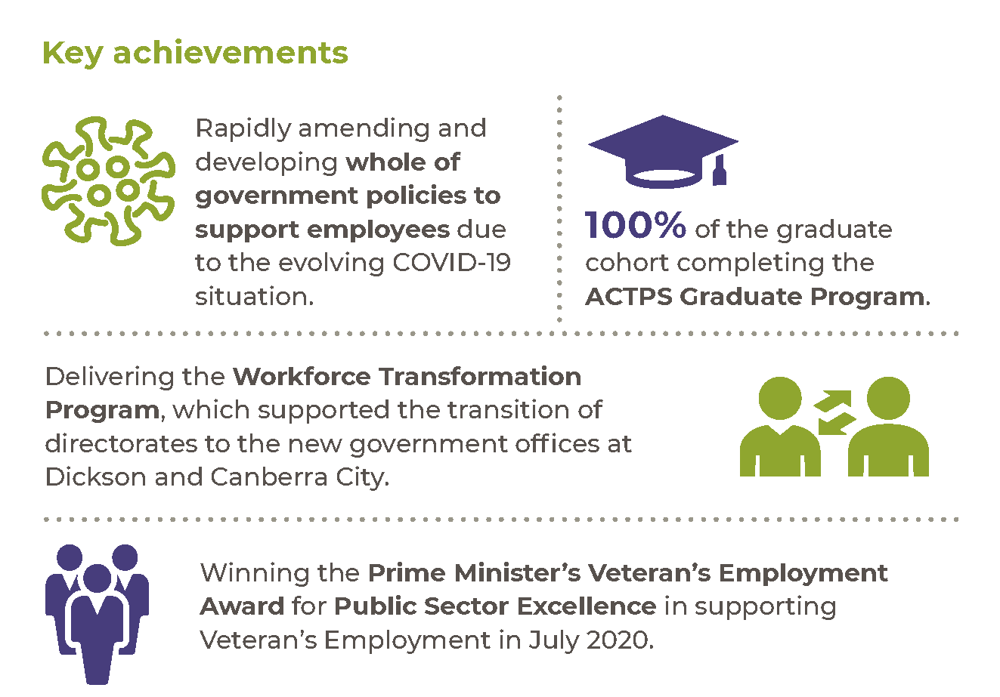 Key achievements
Rapidly amending and
developing whole of
government policies to
support employees due
to the evolving COVID-19
situation.
100% of the graduate
cohort completing the
ACTPS Graduate Program.
Delivering the Workforce Transformation
Program, which supported the transition of
directorates to the new government offices at
Dickson and Canberra City.
Winning the Prime Minister’s Veteran’s Employment
Award for Public Sector Excellence in supporting
Veteran’s Employment in July 2020.